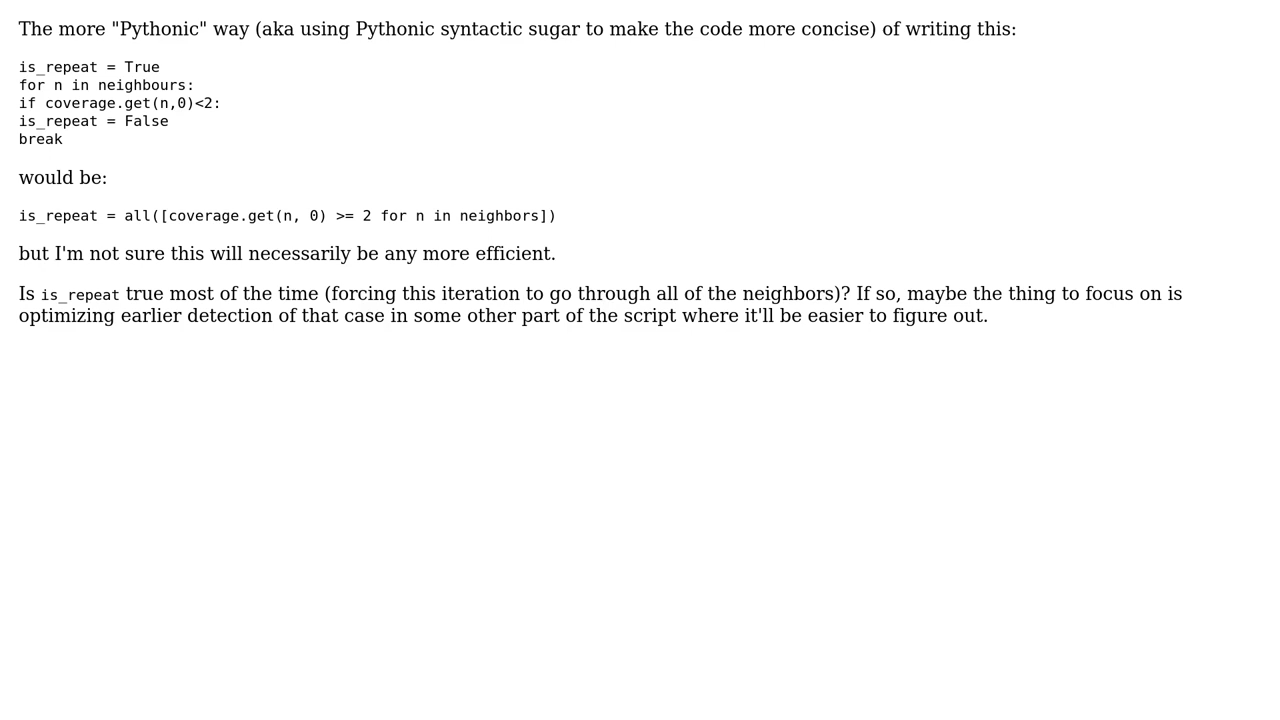 The more "Pythonic" way (aka using Pythonic syntactic sugar to make the code more concise) of writing this:
is_repeat = True
for n in neighbours:
if coverage.get(n,0)<2:
is_repeat = False
break
would be:
is_repeat = all([coverage.get(n, 0) >= 2 for n in neighbors])
but I'm not sure this will necessarily be any more efficient.
Is is_repeat true most of the time (forcing this iteration to go through all of the neighbors)? If so, maybe the thing to focus on is
optimizing earlier detection of that case in some other part of the script where it'll be easier to figure out.